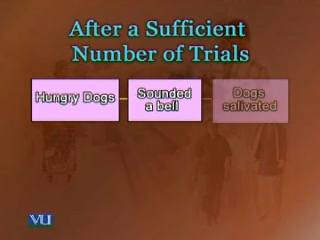 After a Sufficient
Number of Trials
Hungry Dogs
Sounded
a bell
Dogs
salivated
VU